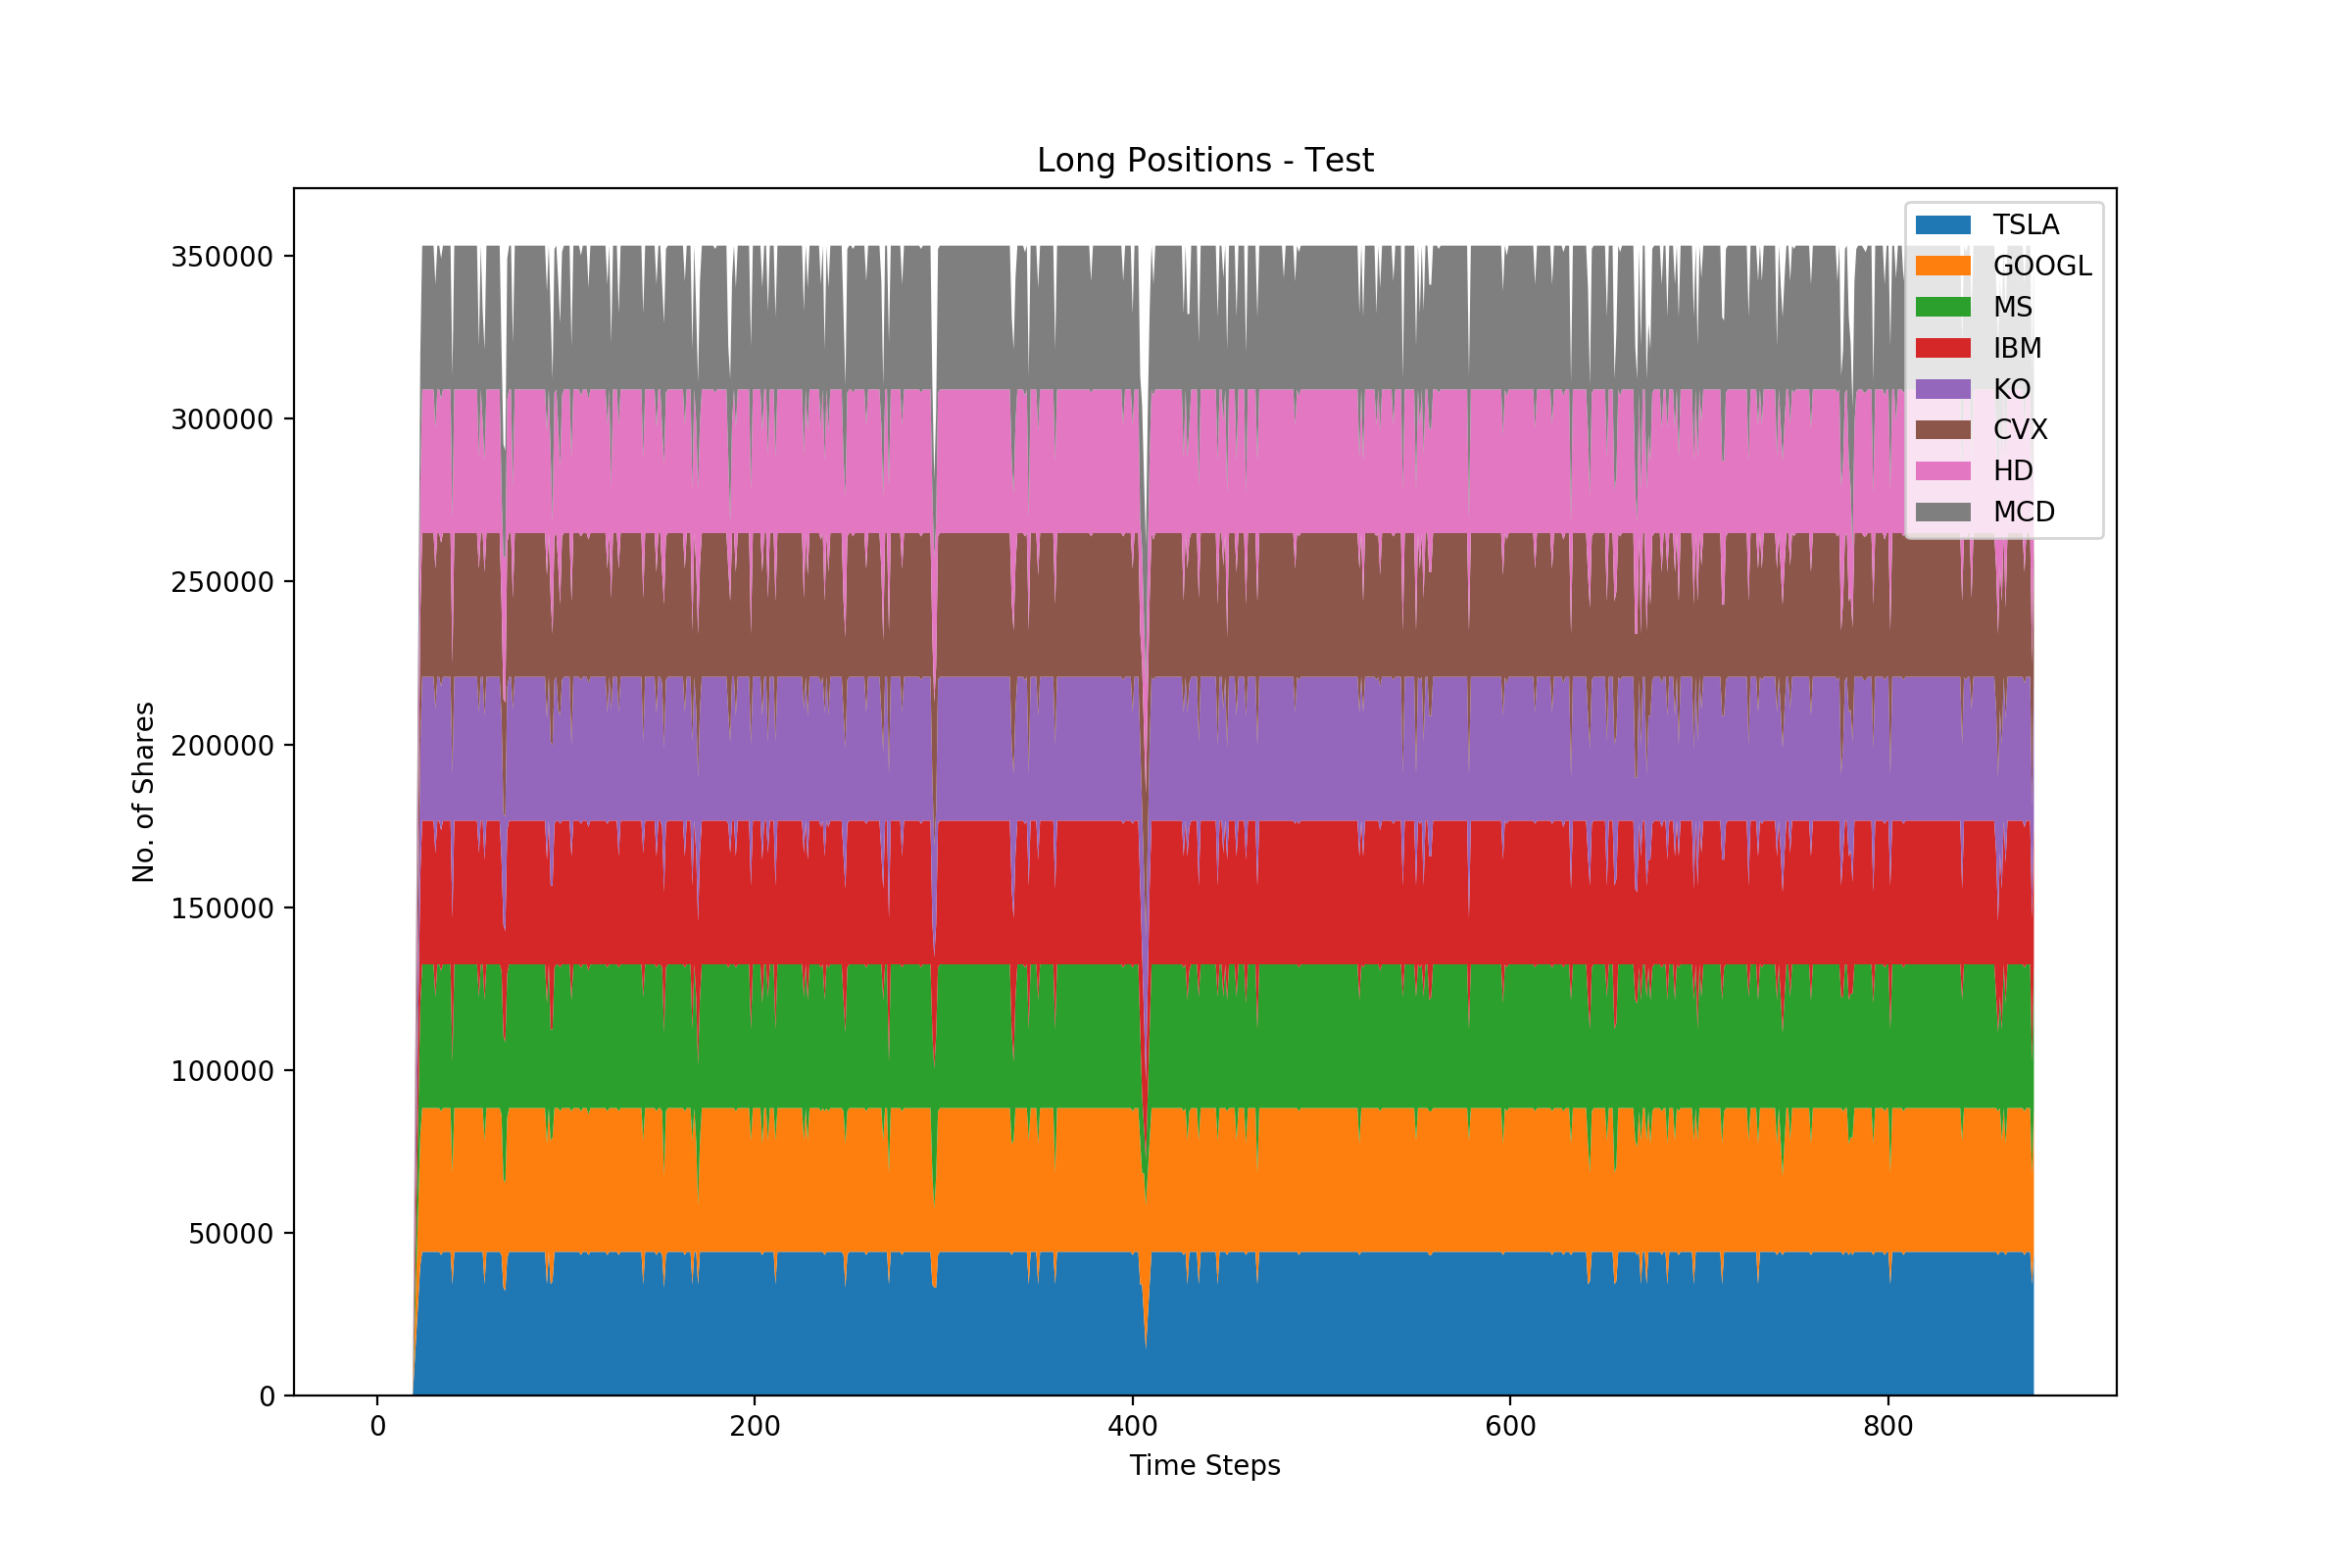 Long Positions - Test
TSLA
GOOGL
MS
IBM
KO
CVX
HD
MCD
350000
300000
250000
200000
150000
100000
50000
0
No. of Shares
0 200 400 600 800
Time Steps